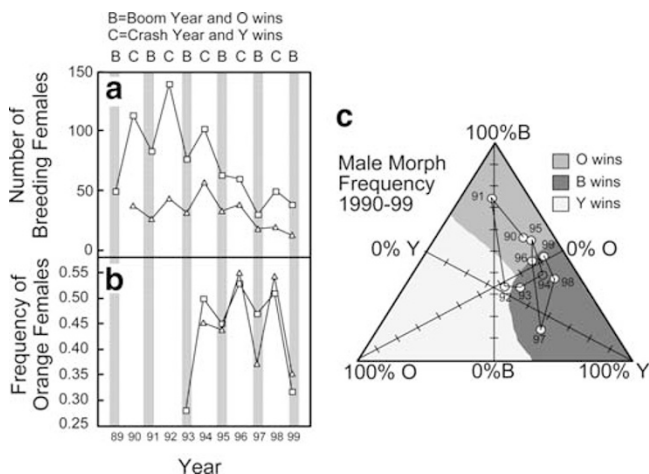 B=Boom Year and O wins
C=Crash Year and Y wins
B C B C B C B C B C B
a
150
100
50
0
Number of
Breeding Females
b
0.55
0.50
0.45
0.40
0.35
0.30
0.25
Frequency of
Orange Females
89 90 91 92 93 94 95 96 97 98 99
Year
c
100%B
Male Morph
Frequency
1990-99
O wins
B wins
Y wins
91
90
95
99
96
94
98
92
93
97
0% Y
0% O
100% O
0%B
100% Y